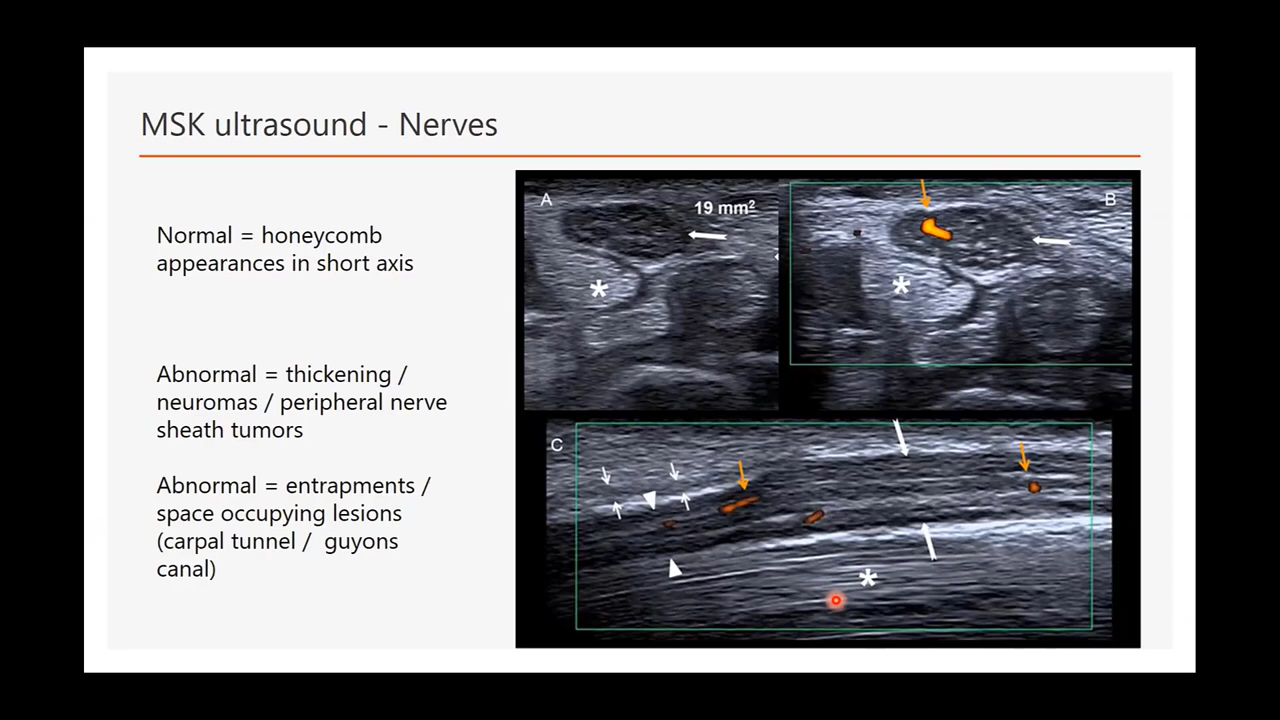 MSK ultrasound - Nerves
Normal = honeycomb
appearances in short axis
Abnormal = thickening /
neuromas / peripheral nerve
sheath tumors
Abnormal = entrapments /
space occupying lesions
(carpal tunnel /  guyons
canal)
A
19 mm²
*
B
*
C
*